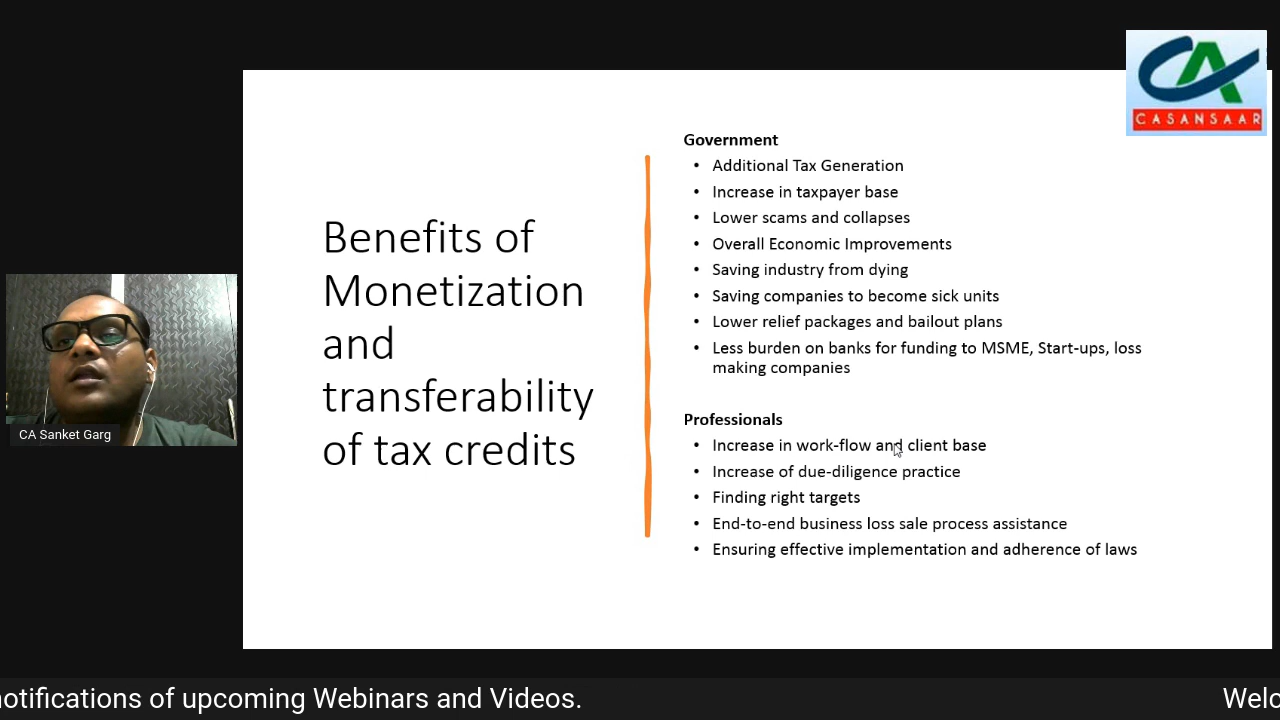 CASANSAAR
Government
• Additional Tax Generation
• Increase in taxpayer base
• Lower scams and collapses
• Overall Economic Improvements
• Saving industry from dying
• Saving companies to become sick units
• Lower relief packages and bailout plans
• Less burden on banks for funding to MSME, Start-ups, loss
making companies
Benefits of
Monetization
and
transferability
of tax credits
Professionals
• Increase in work-flow and client base
• Increase of due-diligence practice
• Finding right targets
• End-to-end business loss sale process assistance
• Ensuring effective implementation and adherence of laws
CA Sanket Garg
notifications of upcoming Webinars and Videos.
Welc